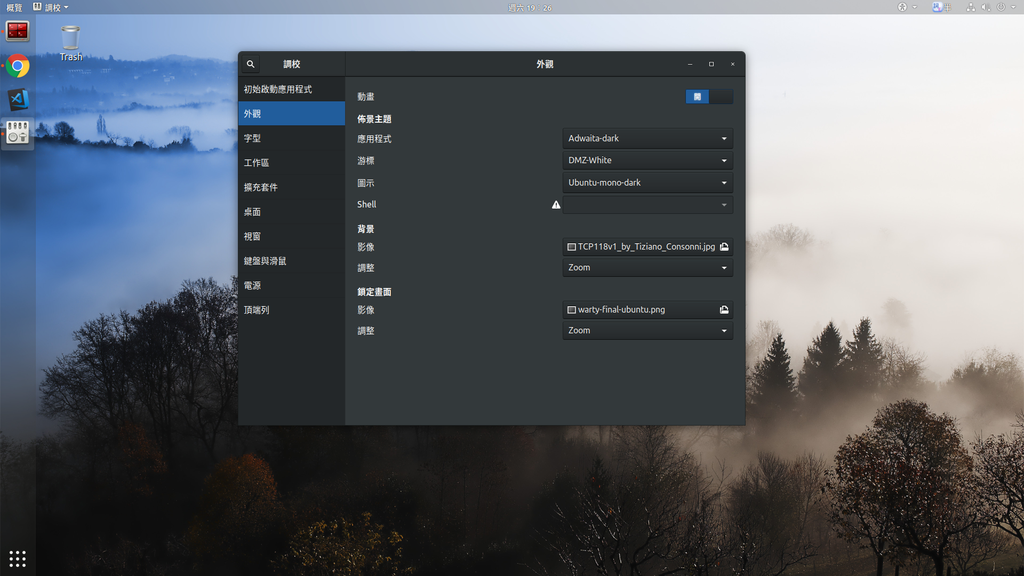 概覽 調校 週六 19:26
Trash
調校 外觀
初始啟動應用程式
外觀
字型
工作區
擴充套件
桌面
視窗
鍵盤與滑鼠
電源
頂端列
動畫 開
佈景主題
應用程式 Adwaita-dark
游標 DMZ-White
圖示 Ubuntu-mono-dark
Shell
背景
影像 TCP118v1_by_Tiziano_Consonni.jpg
調整 Zoom
鎖定畫面
影像 warty-final-ubuntu.png
調整 Zoom